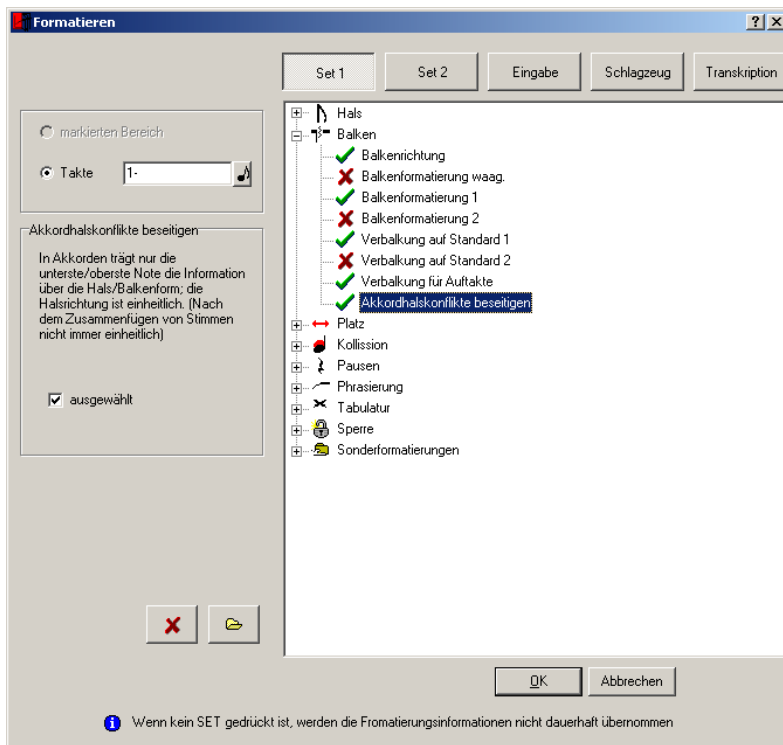 Formatieren
Set 1
Set 2
Eingabe
Schlagzeug
Transkription
markierten Bereich
Takte
1-
Akkordhalskonflikte beseitigen
In Akkorden trägt nur die
unterste/oberste Note die Information
über die Hals/Balkenform; die
Halsrichtung ist einheitlich. (Nach
dem Zusammenfügen von Stimmen
nicht immer einheitlich)
ausgewählt
Hals
Balken
Balkenrichtung
Balkenformatierung waag.
Balkenformatierung 1
Balkenformatierung 2
Verbalkung auf Standard 1
Verbalkung auf Standard 2
Verbalkung für Auftakte
Akkordhalskonflikte beseitigen
Platz
Kollission
Pausen
Phrasierung
Tabulatur
Sperre
Sonderformatierungen
OK
Abbrechen
Wenn kein SET gedrückt ist, werden die Fromatierungsinformationen nicht dauerhaft übernommen